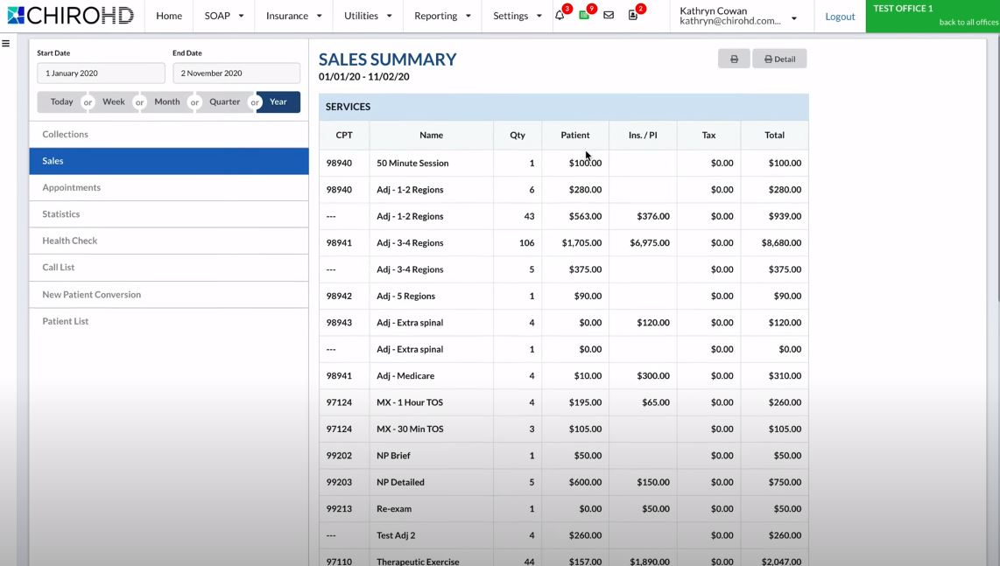 CHIROHD Home SOAP Insurance Utilities Reporting Settings 3 9 2 Kathryn Cowan Logout TEST OFFICE 1
kathryn@chirohd.com... back to all offices
Start Date End Date
1 January 2020 2 November 2020
Today or Week or Month or Quarter or Year
Collections
Sales
Appointments
Statistics
Health Check
Call List
New Patient Conversion
Patient List
SALES SUMMARY Detail
01/01/20 - 11/02/20
SERVICES
CPT Name Qty Patient Ins. / PI Tax Total
98940 50 Minute Session 1 $100.00 $0.00 $100.00
98940 Adj - 1-2 Regions 6 $280.00 $0.00 $280.00
--- Adj - 1-2 Regions 43 $563.00 $376.00 $0.00 $939.00
98941 Adj - 3-4 Regions 106 $1,705.00 $6,975.00 $0.00 $8,680.00
--- Adj - 3-4 Regions 5 $375.00 $0.00 $375.00
98942 Adj - 5 Regions 1 $90.00 $0.00 $90.00
98943 Adj - Extra spinal 4 $0.00 $120.00 $0.00 $120.00
--- Adj - Extra spinal 1 $0.00 $0.00 $0.00
98941 Adj - Medicare 4 $10.00 $300.00 $0.00 $310.00
97124 MX - 1 Hour TOS 4 $195.00 $65.00 $0.00 $260.00
97124 MX - 30 Min TOS 3 $105.00 $0.00 $105.00
99202 NP Brief 1 $50.00 $0.00 $50.00
99203 NP Detailed 5 $600.00 $150.00 $0.00 $750.00
99213 Re-exam 1 $0.00 $50.00 $0.00 $50.00
--- Test Adj 2 4 $260.00 $0.00 $260.00
97110 Therapeutic Exercise 44 $157.00 $1,890.00 $0.00 $2,047.00